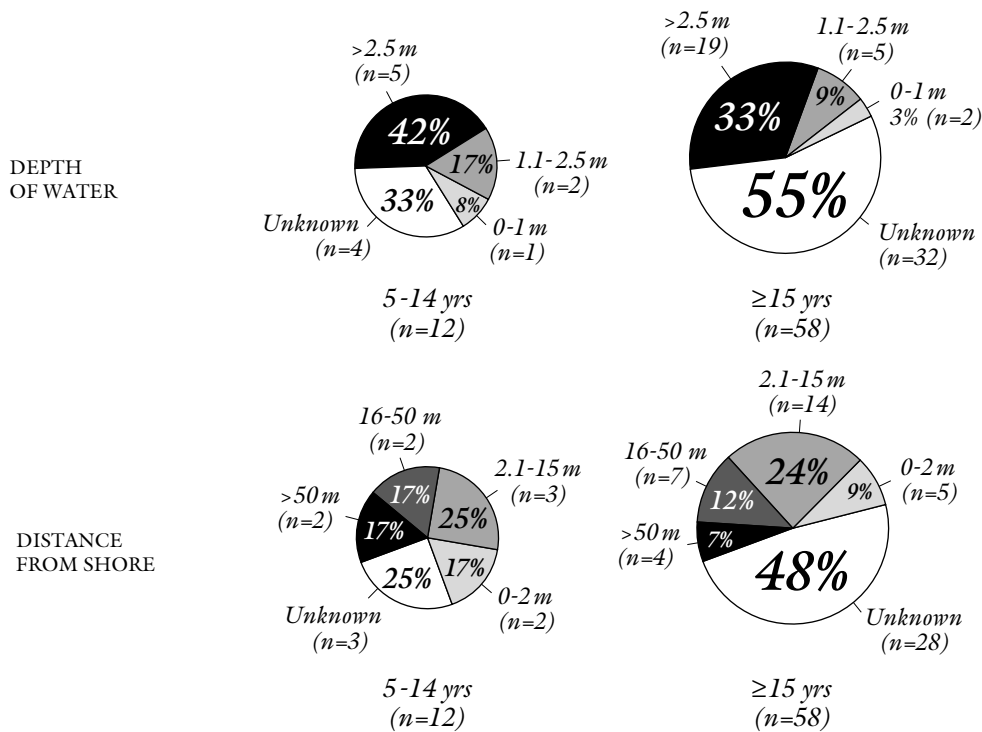 DEPTH
OF WATER
>2.5 m
(n=5)
42%
17%
1.1-2.5 m
(n=2)
33%
8%
Unknown
(n=4)
0-1 m
(n=1)
5-14 yrs
(n=12)
>2.5 m
(n=19)
1.1-2.5 m
(n=5)
33%
9%
0-1 m
3% (n=2)
55%
Unknown
(n=32)
≥15 yrs
(n=58)
DISTANCE
FROM SHORE
16-50 m
(n=2)
2.1-15 m
(n=3)
>50 m
(n=2)
17%
17%
25%
25%
17%
0-2 m
(n=2)
Unknown
(n=3)
5-14 yrs
(n=12)
2.1-15 m
(n=14)
16-50 m
(n=7)
24%
0-2 m
(n=5)
9%
12%
>50 m
(n=4)
7%
48%
Unknown
(n=28)
≥15 yrs
(n=58)